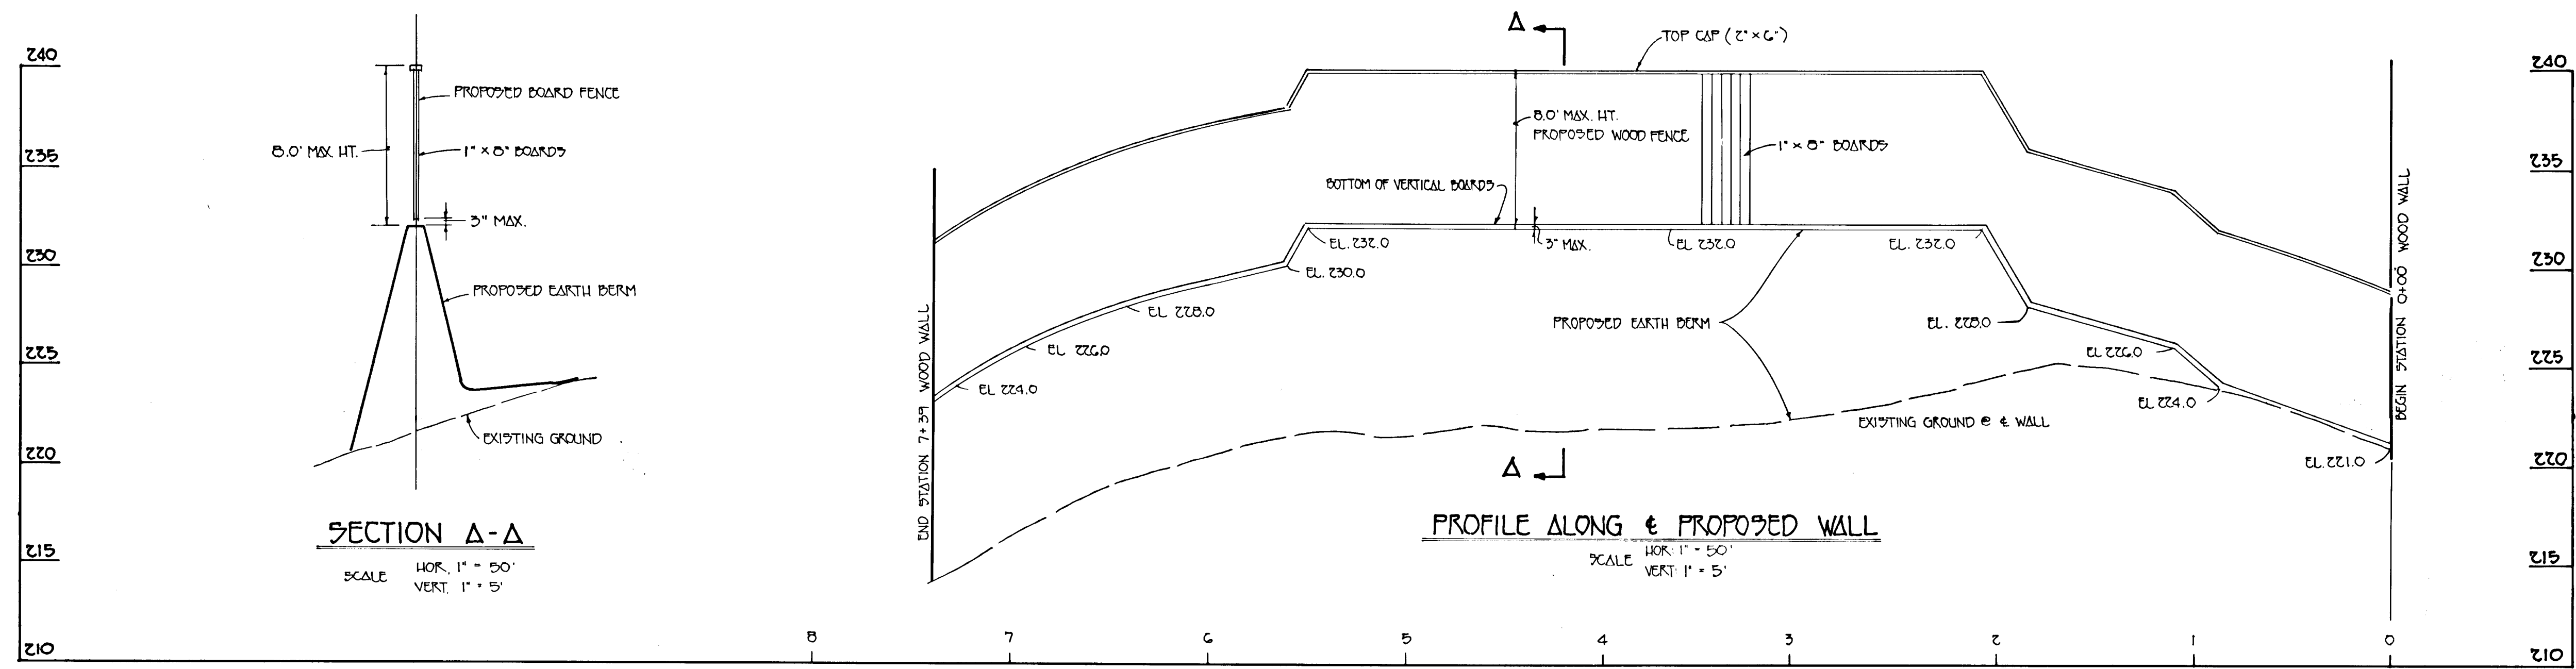 240
235
230
225
220
215
210
PROPOSED BOARD FENCE
8.0' MAX. HT.
1" x 8" BOARDS
3" MAX.
PROPOSED EARTH BERM
EXISTING GROUND
SECTION A-A
SCALE
HOR. 1" = 50'
VERT. 1" = 5'
A
TOP CAP (2" x 6")
8.0' MAX. HT.
PROPOSED WOOD FENCE
1" x 8" BOARDS
BOTTOM OF VERTICAL BOARDS
EL. 232.0
3" MAX.
EL 232.0
EL. 232.0
EL. 230.0
EL 228.0
EL 226.0
EL 224.0
PROPOSED EARTH BERM
EL. 228.0
EL 226.0
EL 224.0
EL. 221.0
EXISTING GROUND @ ℄ WALL
A
END STATION 7+39 WOOD WALL
BEGIN STATION 0+00 WOOD WALL
PROFILE ALONG ℄ PROPOSED WALL
SCALE
HOR: 1" = 50'
VERT: 1" = 5'
8 7 6 5 4 3 2 1 0
240
235
230
225
220
215
210